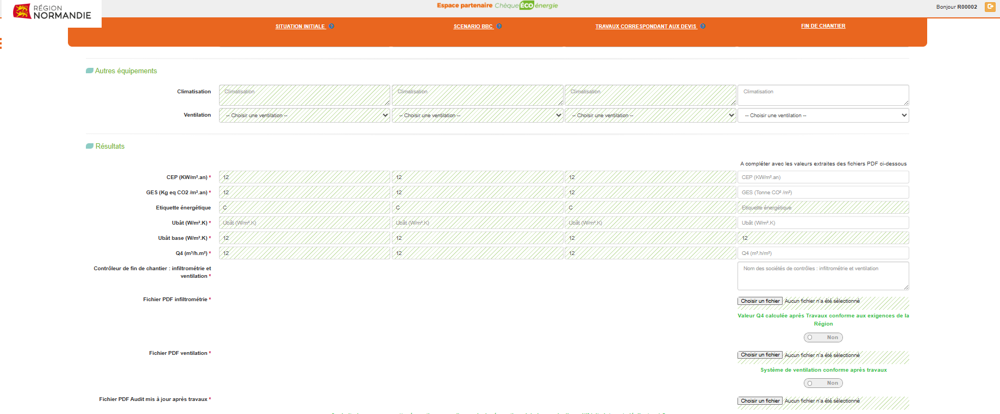 RÉGION
NORMANDIE
Espace partenaire Chèque ÉCO énergie
Bonjour R00002
SITUATION INITIALE ?
SCENARIO BBC ?
TRAVAUX CORRESPONDANT AUX DEVIS ?
FIN DE CHANTIER
Autres équipements
Climatisation Climatisation Climatisation Climatisation Climatisation
Ventilation -- Choisir une ventilation -- -- Choisir une ventilation -- -- Choisir une ventilation -- -- Choisir une ventilation --
Résultats
A compléter avec les valeurs extraites des fichiers PDF ci-dessous
CEP (KW/m².an) * 12 12 12 CEP (KW/m².an)
GES (Kg eq CO2 /m².an) * 12 12 12 GES (Tonne CO² /m²)
Etiquette énergétique C C C Etiquette énergétique
Ubât (W/m².K) * Ubât (W/m².K) Ubât (W/m².K) Ubât (W/m².K) Ubât (W/m².K)
Ubât base (W/m².K) * 12 12 12 12
Q4 (m³/h.m²) * 12 12 12 Q4 (m³.h/m²)
Contrôleur de fin de chantier : infiltrométrie et
ventilation *
Nom des sociétés de contrôles : infiltrométrie et ventilation
Fichier PDF infiltrométrie * Choisir un fichier Aucun fichier n'a été sélectionné
Valeur Q4 calculée après Travaux conforme aux exigences de la
Région
Non
Fichier PDF ventilation * Choisir un fichier Aucun fichier n'a été sélectionné
Système de ventilation conforme après travaux
Non
Fichier PDF Audit mis à jour après travaux * Choisir un fichier Aucun fichier n'a été sélectionné